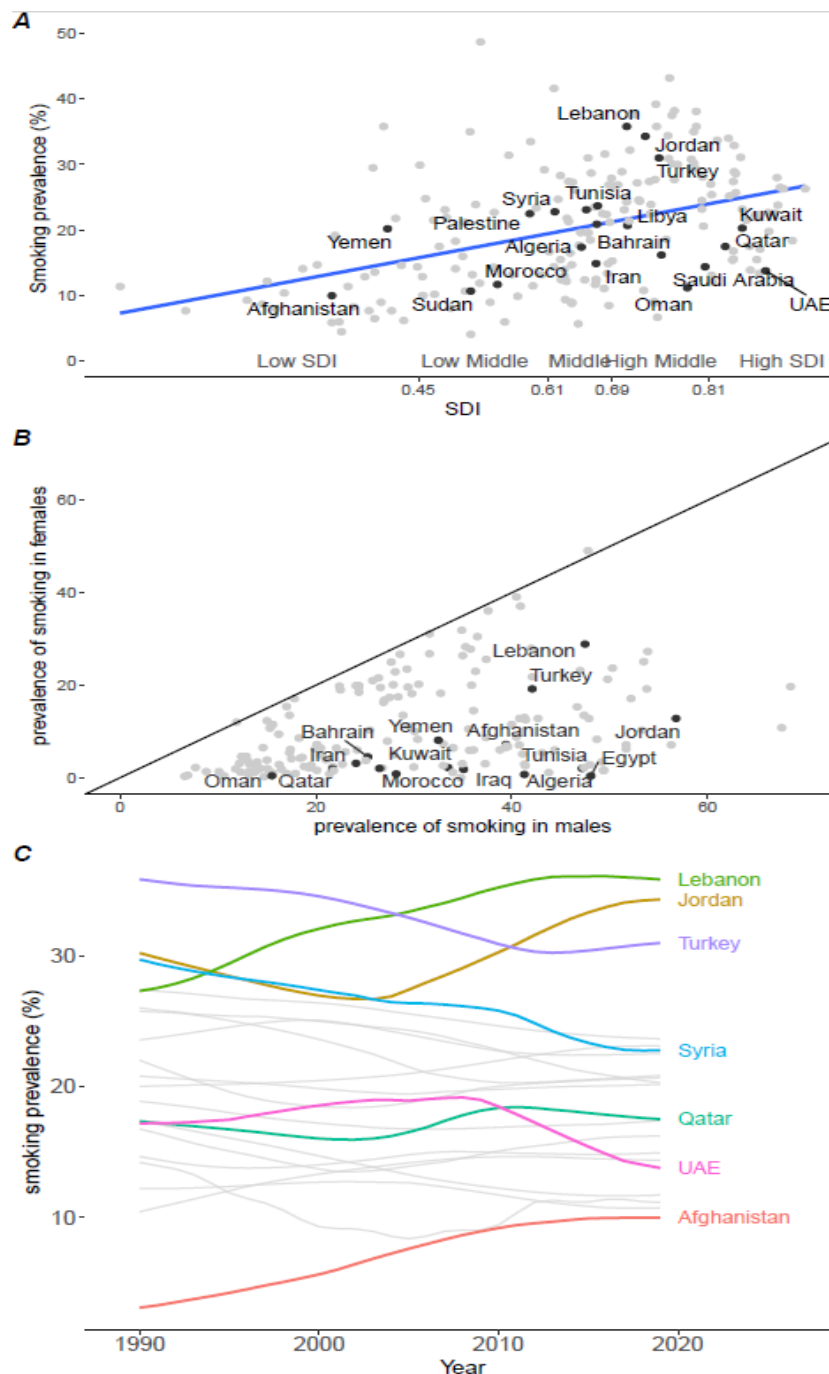 A
Smoking prevalence (%)
50
40
30
20
10
0
Lebanon
Jordan
Turkey
Syria
Tunisia
Palestine
Libya
Kuwait
Yemen
Algeria
Bahrain
Qatar
Morocco
Iran
Saudi Arabia
Afghanistan
Sudan
Oman
UAE
Low SDI
Low Middle
Middle
High Middle
High SDI
0.45
0.61
0.69
0.81
SDI
B
prevalence of smoking in females
60
40
20
0
Lebanon
Turkey
Bahrain
Yemen
Afghanistan
Jordan
Iran
Kuwait
Tunisia
Egypt
Oman
Qatar
Morocco
Iraq
Algeria
0
20
40
60
prevalence of smoking in males
C
smoking prevalence (%)
30
20
10
Lebanon
Jordan
Turkey
Syria
Qatar
UAE
Afghanistan
1990
2000
2010
2020
Year